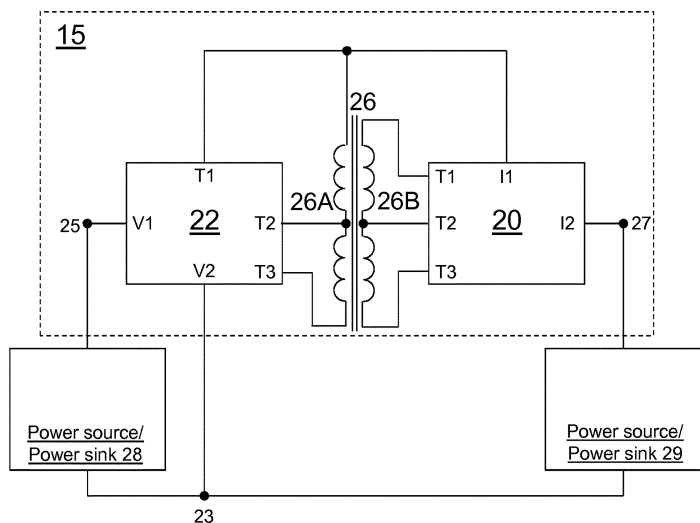 15
26
T1
26A
26B
T1
I1
25
V1
22
T2
T2
20
I2
27
V2
T3
T3
Power source/
Power sink 28
Power source/
Power sink 29
23